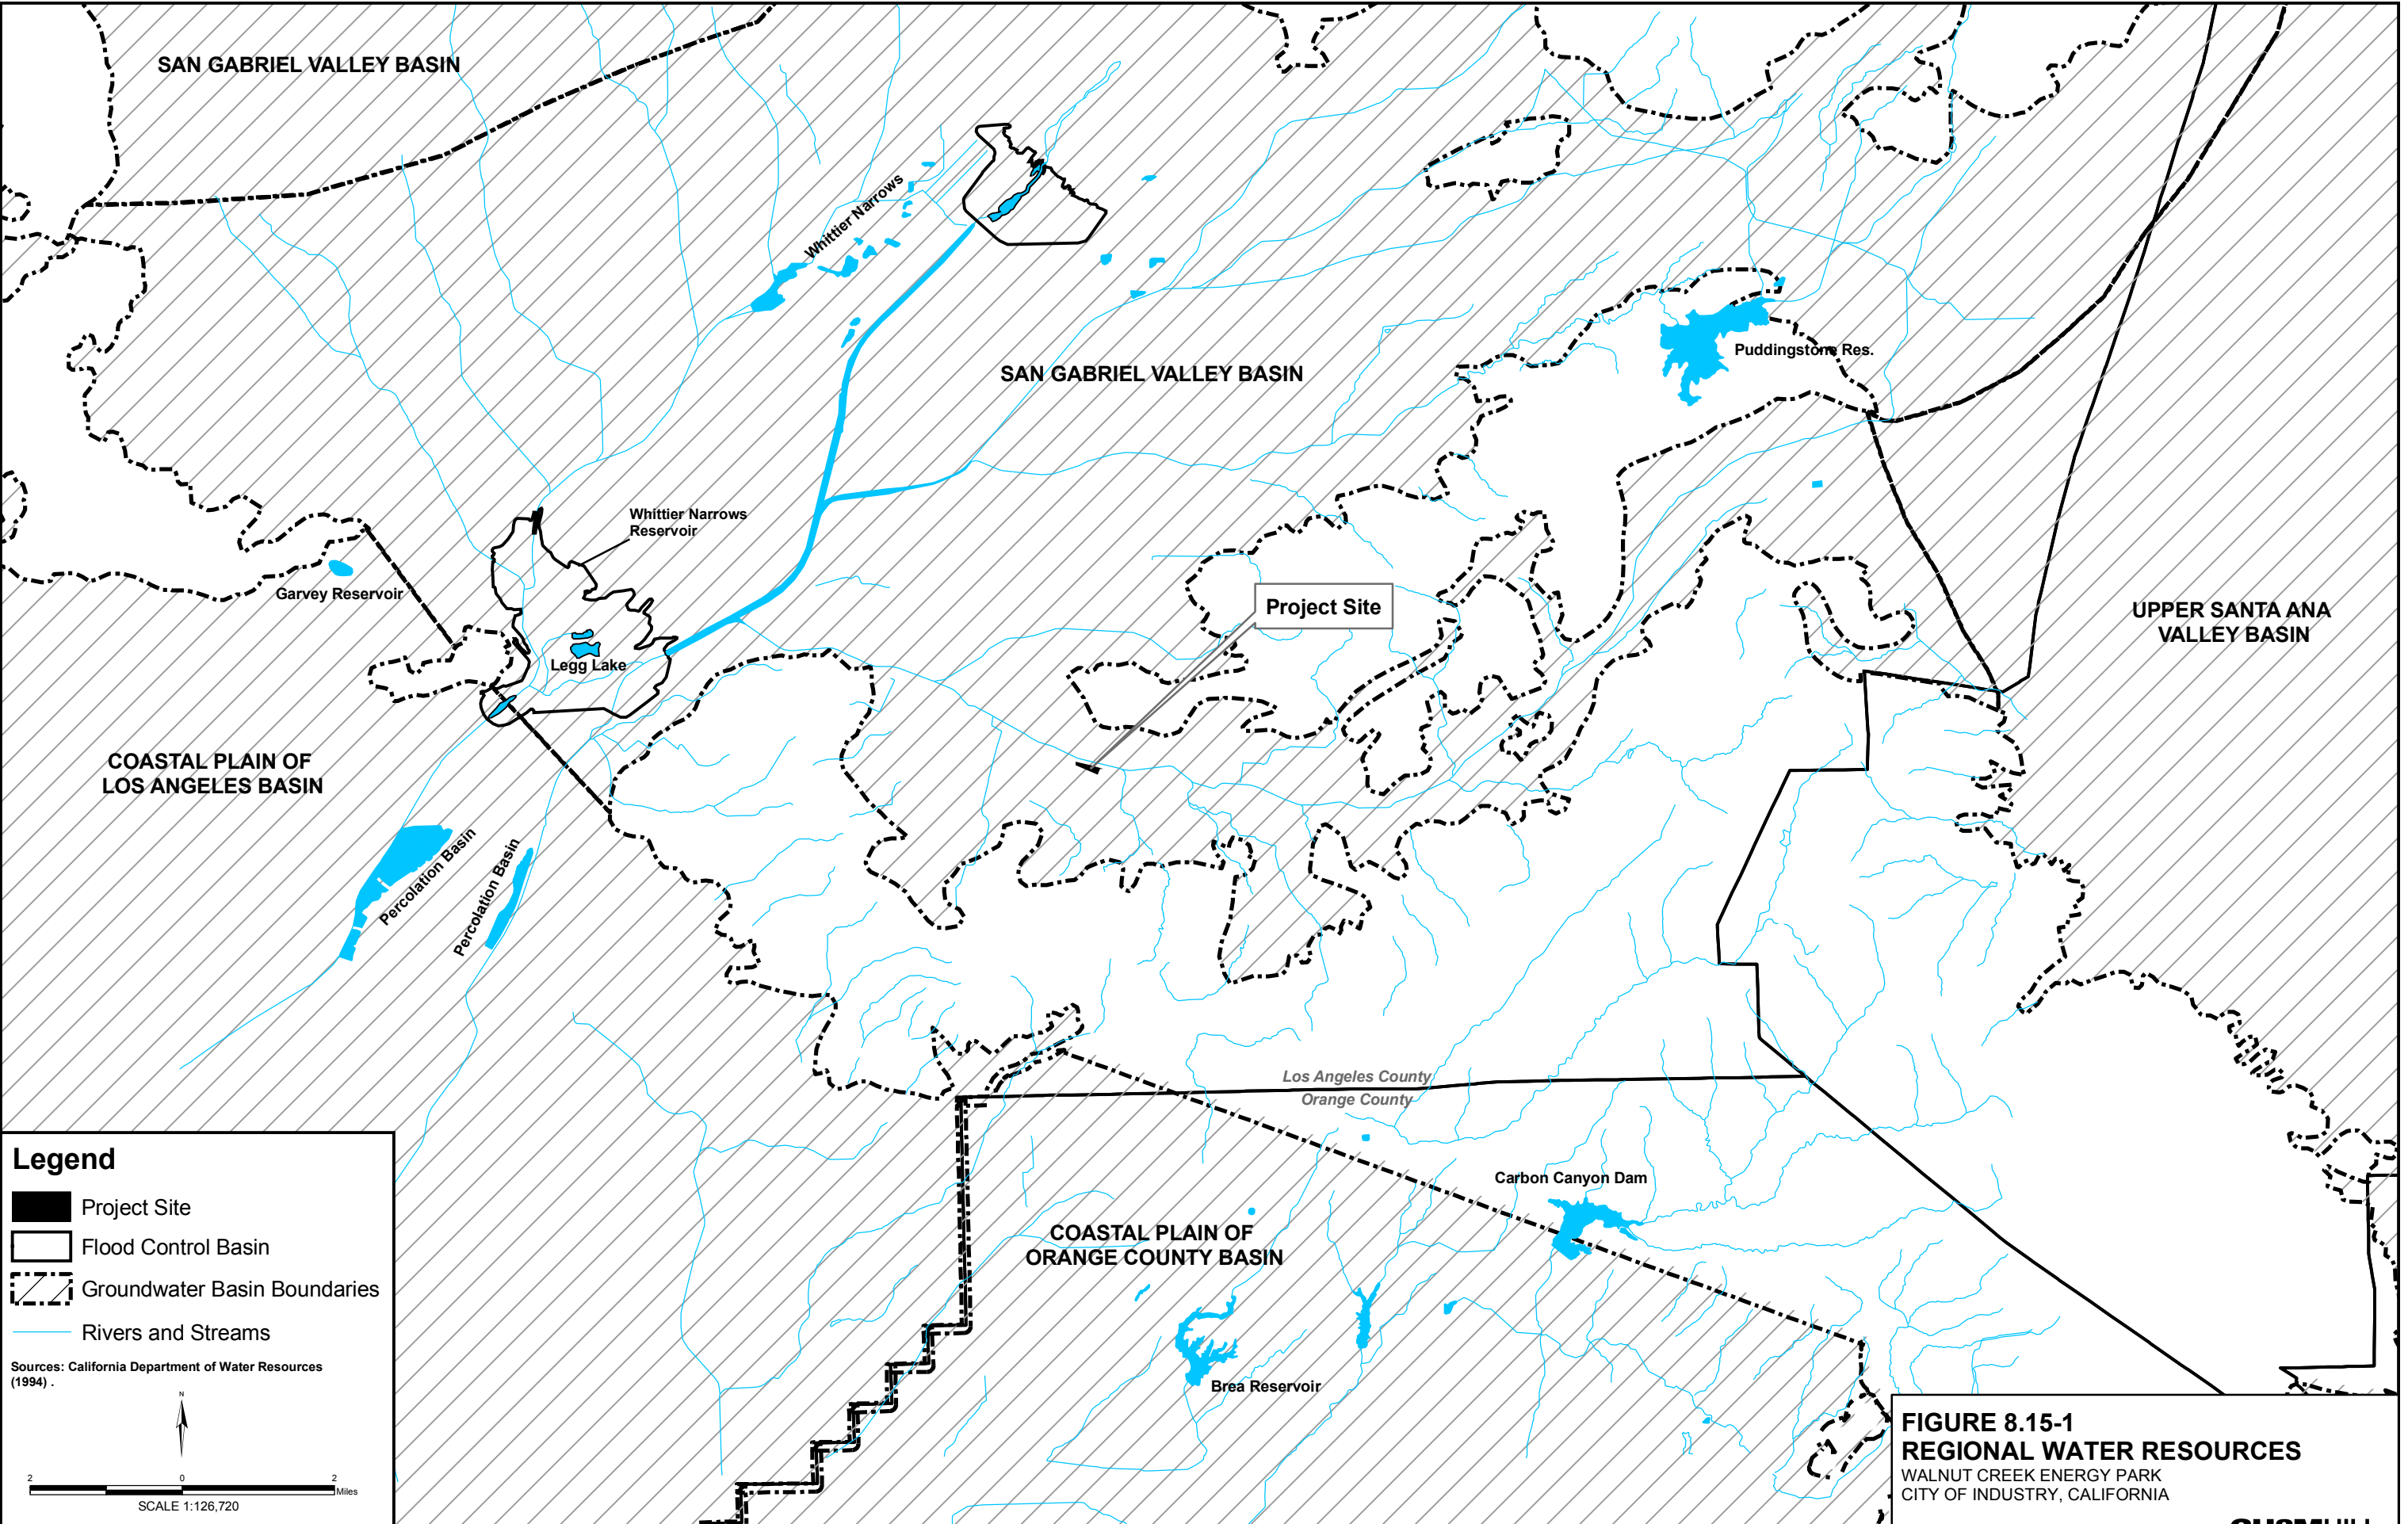 SAN GABRIEL VALLEY BASIN
Whittier Narrows
SAN GABRIEL VALLEY BASIN
Puddingstone Res.
Whittier Narrows
Reservoir
Garvey Reservoir
Project Site
UPPER SANTA ANA
VALLEY BASIN
Legg Lake
COASTAL PLAIN OF
LOS ANGELES BASIN
Percolation Basin
Percolation Basin
Los Angeles County
Orange County
Carbon Canyon Dam
COASTAL PLAIN OF
ORANGE COUNTY BASIN
Brea Reservoir
Legend
Project Site
Flood Control Basin
Groundwater Basin Boundaries
Rivers and Streams
Sources: California Department of Water Resources
(1994) .
N
2 0 2
Miles
SCALE 1:126,720
FIGURE 8.15-1
REGIONAL WATER RESOURCES
WALNUT CREEK ENERGY PARK
CITY OF INDUSTRY, CALIFORNIA